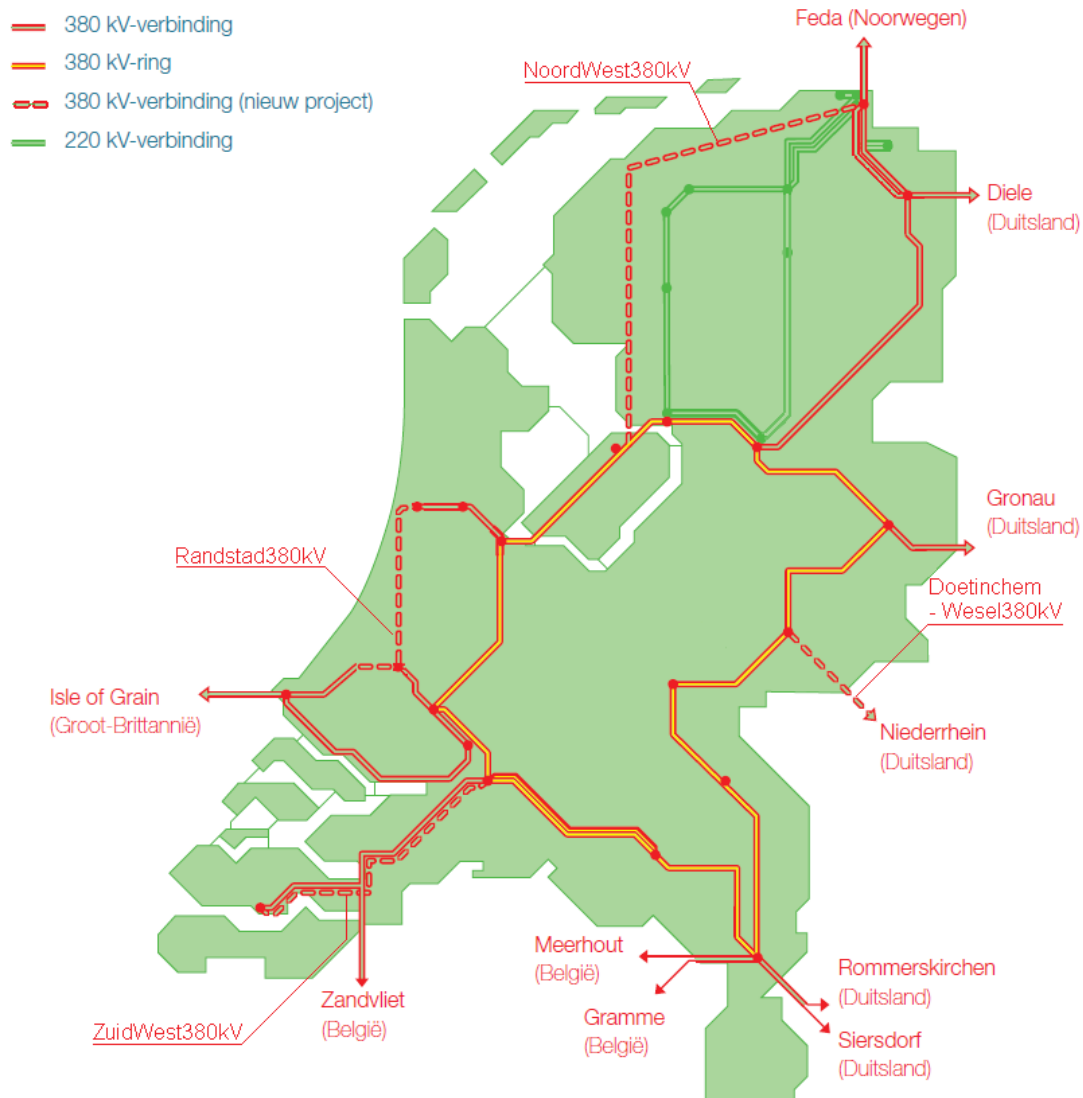 380 kV-verbinding
380 kV-ring
380 kV-verbinding (nieuw project)
220 kV-verbinding
Feda (Noorwegen)
NoordWest380kV
Diele
(Duitsland)
Gronau
(Duitsland)
Randstad380kV
Doetinchem
- Wesel380kV
Isle of Grain
(Groot-Brittannië)
Niederrhein
(Duitsland)
Meerhout
(België)
Rommerskirchen
(Duitsland)
Zandvliet
(België)
Gramme
(België)
ZuidWest380kV
Siersdorf
(Duitsland)